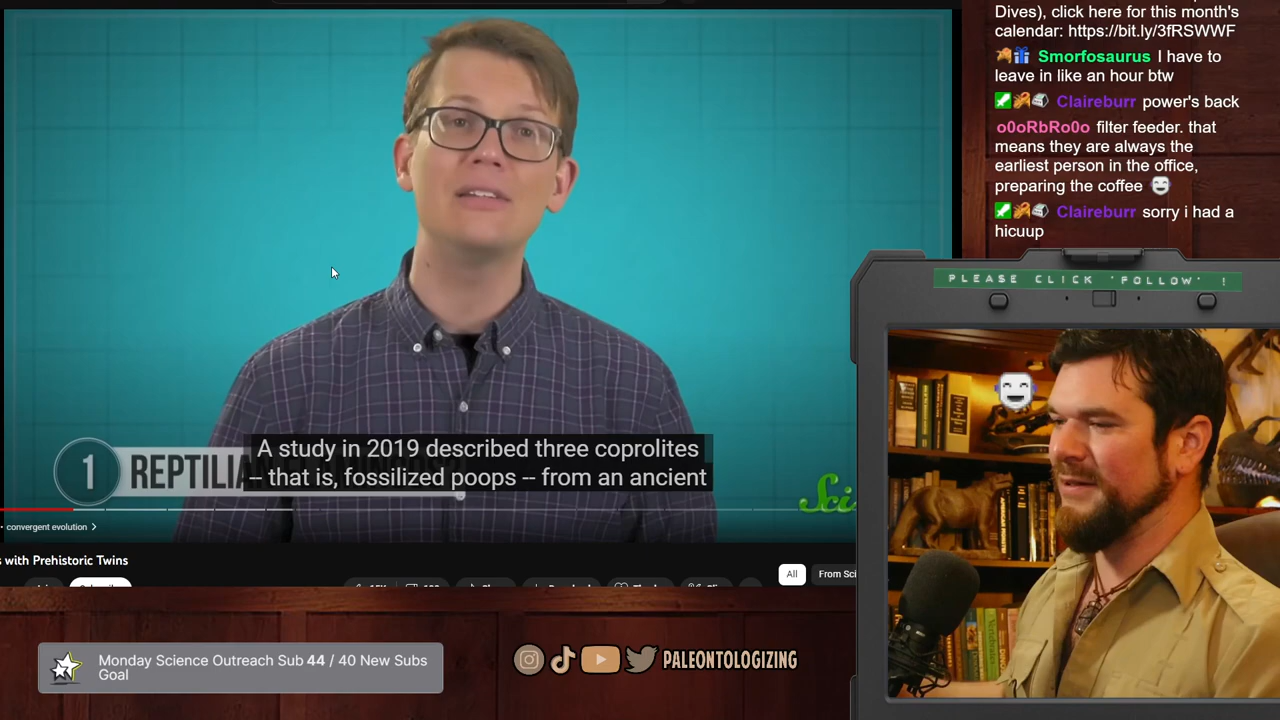 Dives), click here for this month's
calendar: https://bit.ly/3fRSWWF
Smorfosaurus I have to
leave in like an hour btw
Claireburr power's back
o0oRbRo0o filter feeder. that
means they are always the
earliest person in the office,
preparing the coffee
Claireburr sorry i had a
hicuup
PLEASE CLICK 'FOLLOW' !
A study in 2019 described three coprolites
-- that is, fossilized poops -- from an ancient
1 REPTILIA
Sci
• convergent evolution >
s with Prehistoric Twins
All
From Sci
Monday Science Outreach Sub 44 / 40 New Subs
Goal
PALEONTOLOGIZING